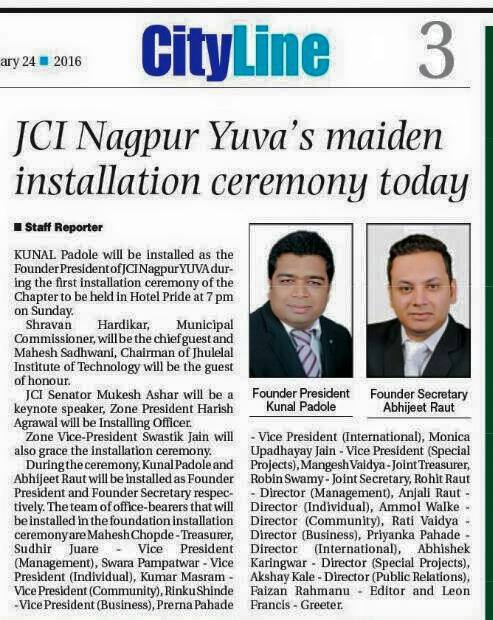 ary 24 ■ 2016
CityLine
3
JCI Nagpur Yuva's maiden
installation ceremony today
■ Staff Reporter
KUNAL Padole will be installed as the
Founder President of JCI Nagpur YUVA dur-
ing the first installation ceremony of the
Chapter to be held in Hotel Pride at 7 pm
on Sunday.
Shravan Hardikar, Municipal
Commissioner, will be the chief guest and
Mahesh Sadhwani, Chairman of Jhulelal
Institute of Technology will be the guest
of honour.
JCI Senator Mukesh Ashar will be a
keynote speaker, Zone President Harish
Agrawal will be Installing Officer.
Zone Vice-President Swastik Jain will
also grace the installation ceremony.
During the ceremony, Kunal Padole and
Abhijeet Raut will be installed as Founder
President and Founder Secretary respec-
tively. The team of office-bearers that will
be installed in the foundation installation
ceremony are Mahesh Chopde - Treasurer,
Sudhir Juare - Vice President
(Management), Swara Pampatwar - Vice
President (Individual), Kumar Masram -
Vice President (Community), Rinku Shinde
- Vice President (Business), Prerna Pahade
Founder President
Kunal Padole
Founder Secretary
Abhijeet Raut
- Vice President (International), Monica
Upadhayay Jain - Vice President (Special
Projects), Mangesh Vaidya - Joint Treasurer,
Robin Swamy - Joint Secretary, Rohit Raut
- Director (Management), Anjali Raut -
Director (Individual), Ammol Walke -
Director (Community), Rati Vaidya -
Director (Business), Priyanka Pahade -
Director (International), Abhishek
Karingwar - Director (Special Projects),
Akshay Kale - Director (Public Relations),
Faizan Rahmanu - Editor and Leon
Francis - Greeter.